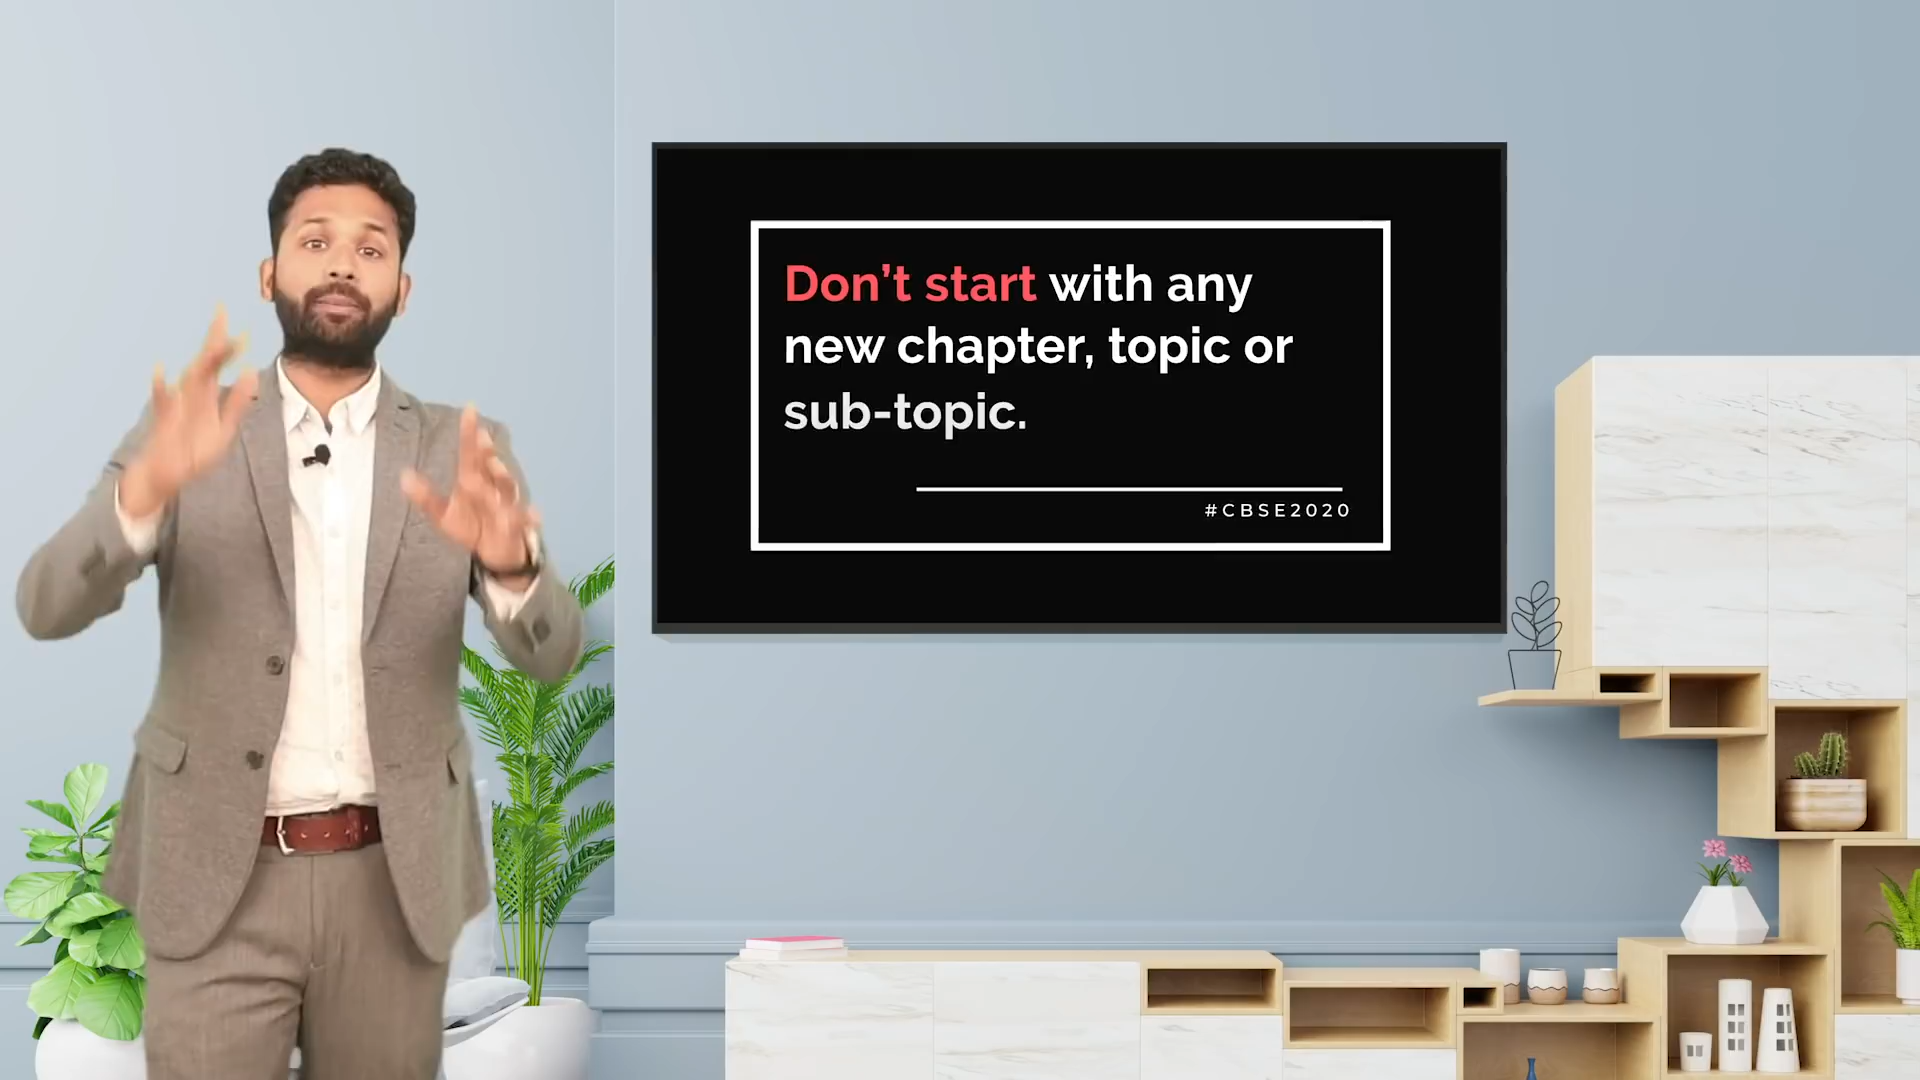 Don’t start with any
new chapter, topic or
sub-topic.
#CBSE2020